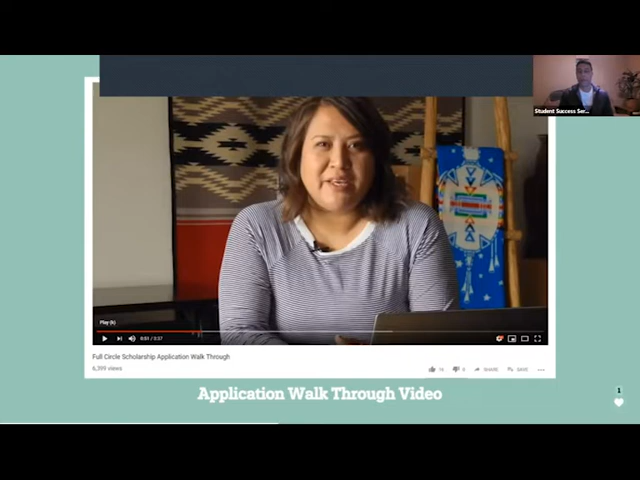 Student Success Ser...
Play (k)
0:01 / 3:37
Full Circle Scholarship Application Walk Through
6,399 views
SHARE
SAVE
Application Walk Through Video
1